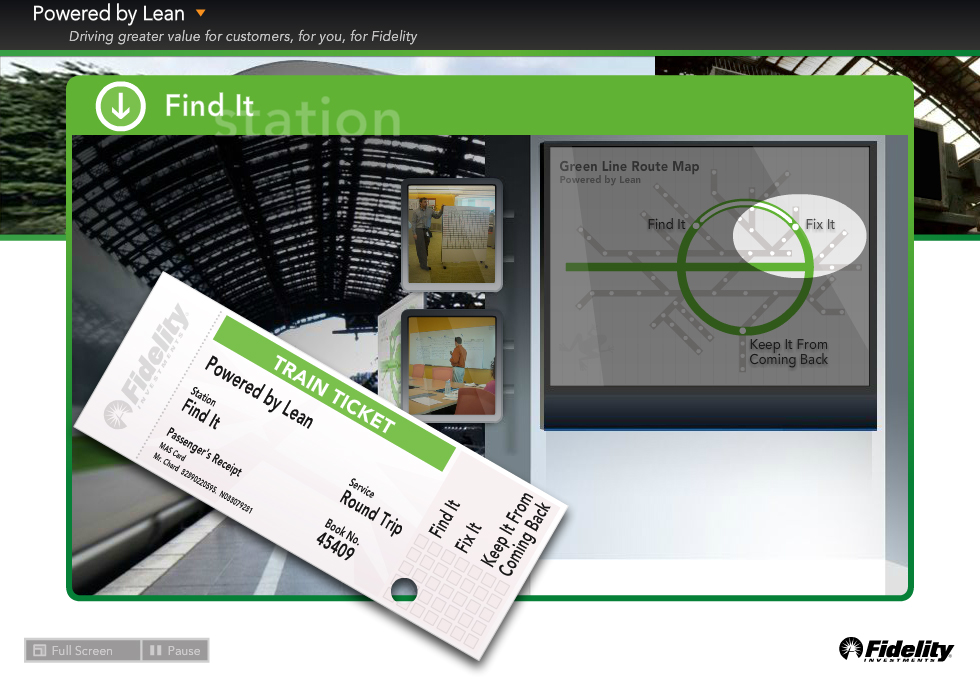 Powered by Lean
Driving greater value for customers, for you, for Fidelity
Find It
station
Green Line Route Map
Powered by Lean
Find It
Fix It
Keep It From
Coming Back
Fidelity
INVESTMENTS
TRAIN TICKET
Powered by Lean
Station
Find It
Passenger's Receipt
MAS Card
Mr. Chard 82990220595. N038079251
Service
Round Trip
Book No.
45409
Find It
Fix It
Keep It From
Coming Back
Full Screen
Pause
Fidelity
INVESTMENTS